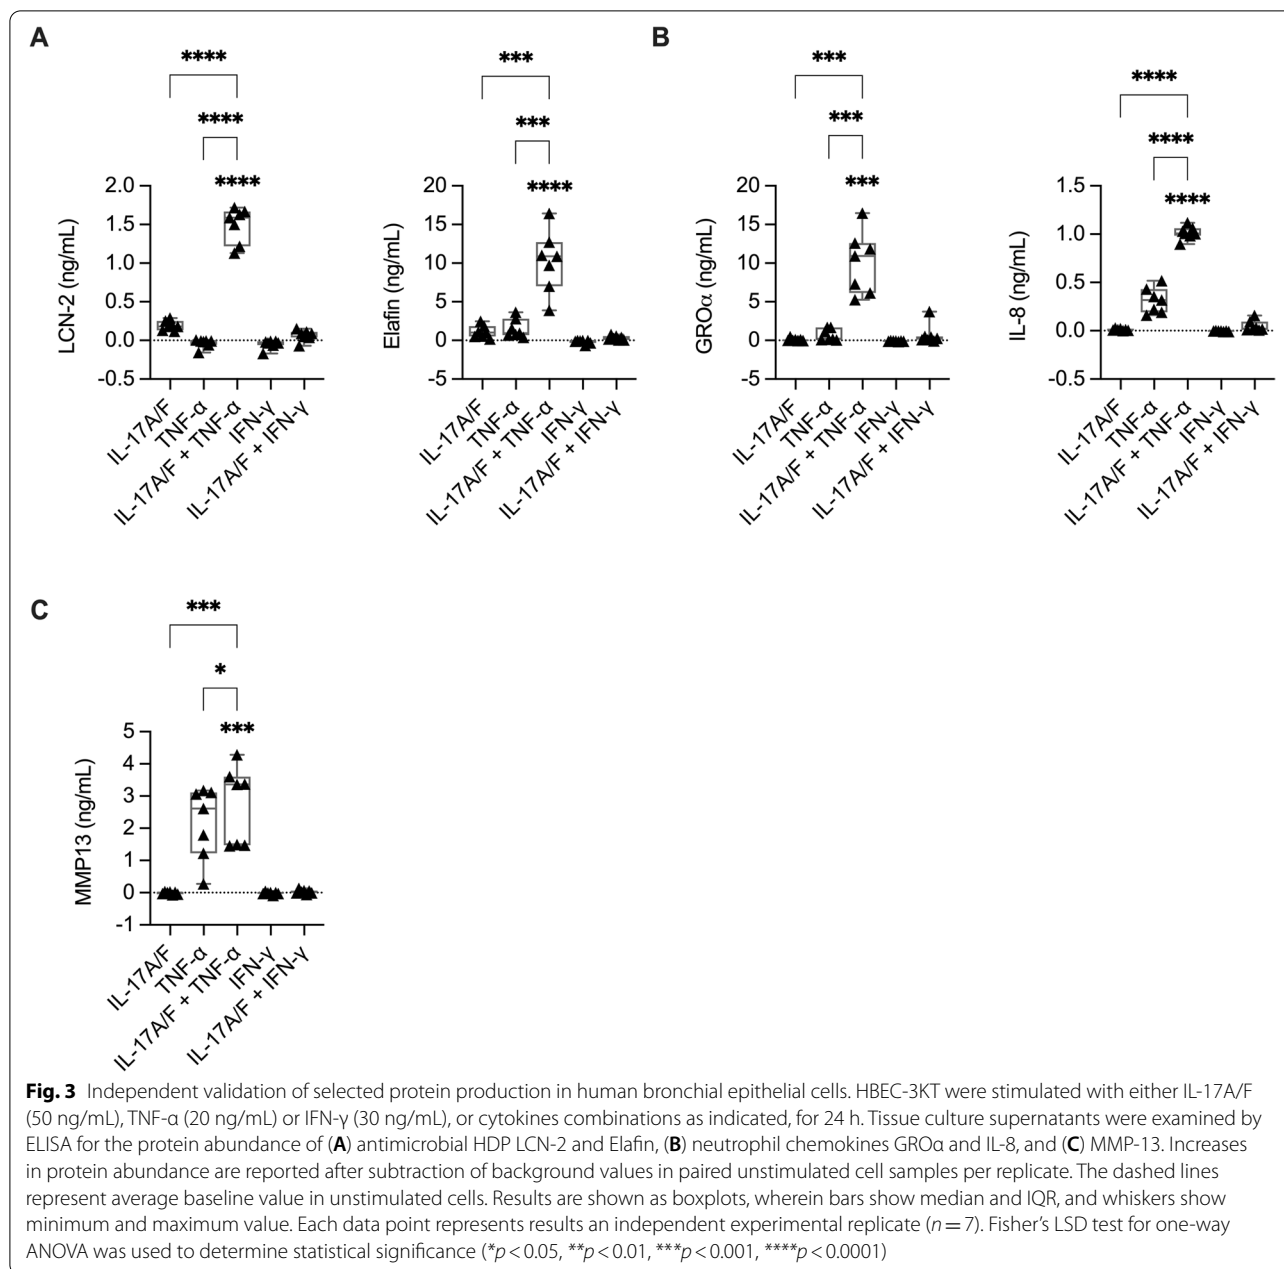 A
****
****
****
2.0
1.5
1.0
0.5
0.0
-0.5
LCN-2 (ng/mL)
IL-17A/F
TNF-α
IL-17A/F + TNF-α
IFN-γ
IL-17A/F + IFN-γ
***
***
****
20
15
10
5
0
-5
Elafin (ng/mL)
IL-17A/F
TNF-α
IL-17A/F + TNF-α
IFN-γ
IL-17A/F + IFN-γ
B
***
***
***
20
15
10
5
0
-5
GROα (ng/mL)
IL-17A/F
TNF-α
IL-17A/F + TNF-α
IFN-γ
IL-17A/F + IFN-γ
****
****
****
1.5
1.0
0.5
0.0
-0.5
IL-8 (ng/mL)
IL-17A/F
TNF-α
IL-17A/F + TNF-α
IFN-γ
IL-17A/F + IFN-γ
C
***
*
***
5
4
3
2
1
0
-1
MMP13 (ng/mL)
IL-17A/F
TNF-α
IL-17A/F + TNF-α
IFN-γ
IL-17A/F + IFN-γ
Fig. 3 Independent validation of selected protein production in human bronchial epithelial cells. HBEC-3KT were stimulated with either IL-17A/F
(50 ng/mL), TNF-α (20 ng/mL) or IFN-γ (30 ng/mL), or cytokines combinations as indicated, for 24 h. Tissue culture supernatants were examined by
ELISA for the protein abundance of (A) antimicrobial HDP LCN-2 and Elafin, (B) neutrophil chemokines GROα and IL-8, and (C) MMP-13. Increases
in protein abundance are reported after subtraction of background values in paired unstimulated cell samples per replicate. The dashed lines
represent average baseline value in unstimulated cells. Results are shown as boxplots, wherein bars show median and IQR, and whiskers show
minimum and maximum value. Each data point represents results an independent experimental replicate (n = 7). Fisher's LSD test for one-way
ANOVA was used to determine statistical significance (*p < 0.05, **p < 0.01, ***p < 0.001, ****p < 0.0001)